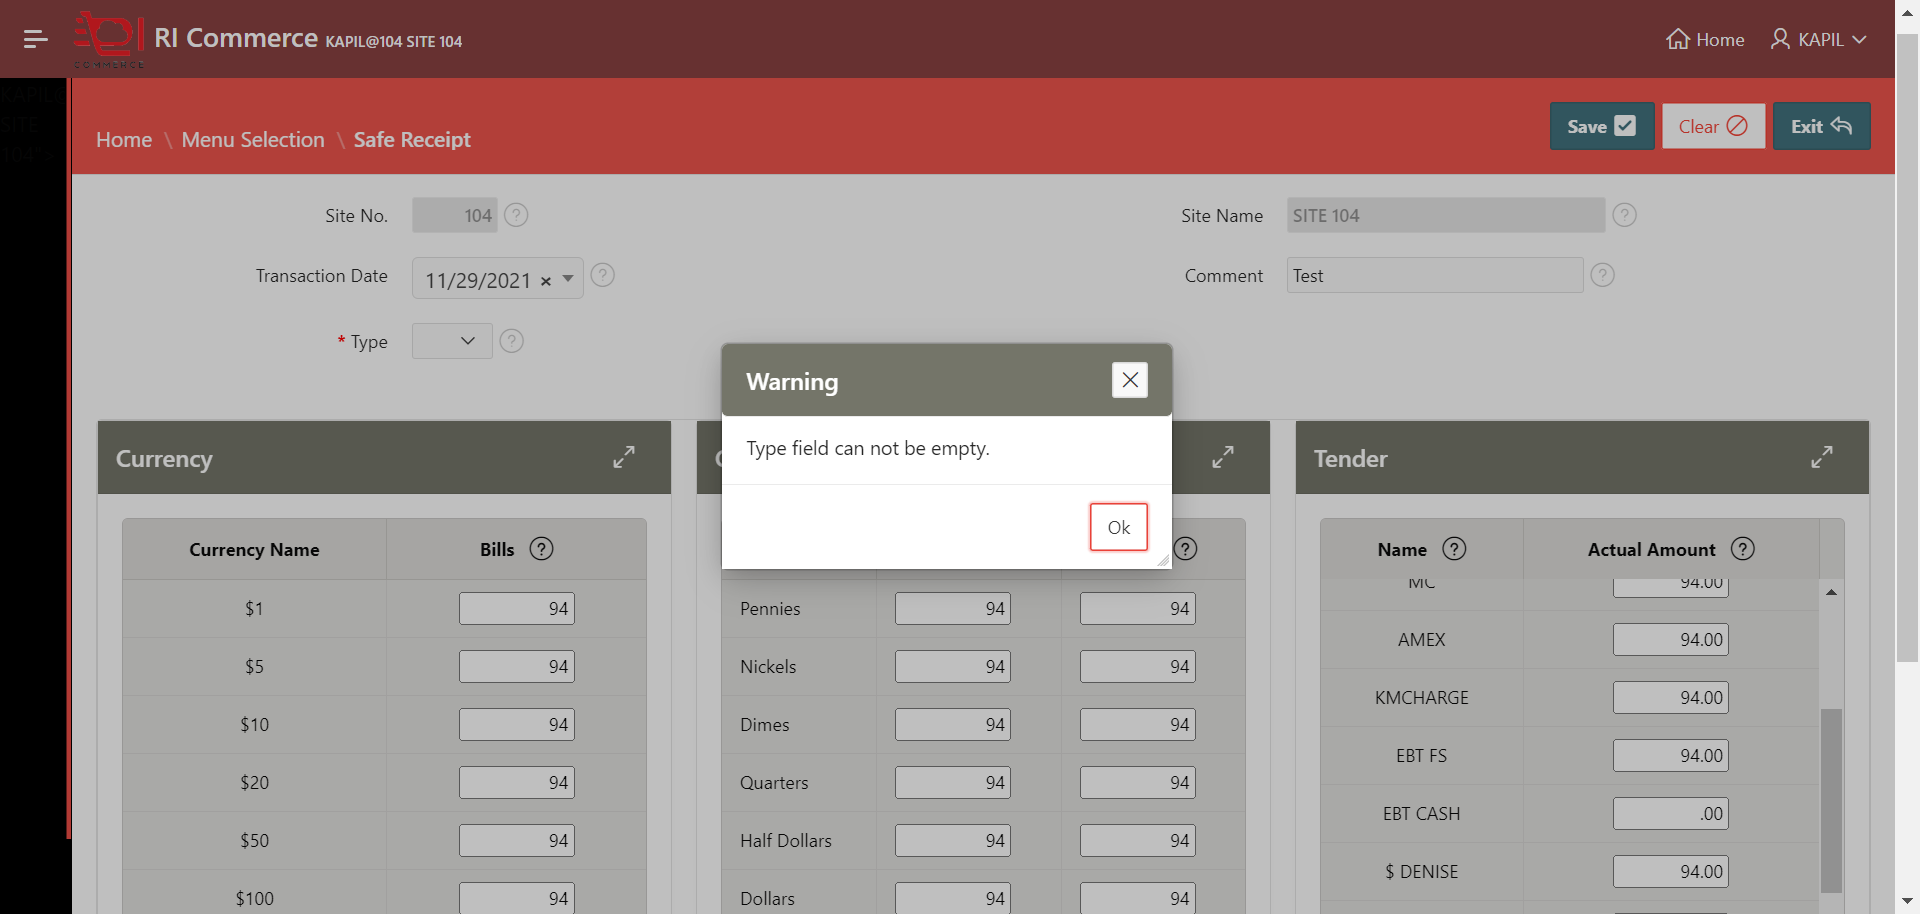 RI Commerce KAPIL@104 SITE 104
COMMERCE
Home
KAPIL
KAPIL@
SITE
104">
Home \ Menu Selection \ Safe Receipt
Save
Clear
Exit
Site No. 104 ?
Site Name SITE 104 ?
Transaction Date 11/29/2021 × ?
Comment Test ?
* Type ?
Warning
Type field can not be empty.
Ok
Currency
Currency Name Bills ?
$1 94
$5 94
$10 94
$20 94
$50 94
$100 94
?
Pennies 94 94
Nickels 94 94
Dimes 94 94
Quarters 94 94
Half Dollars 94 94
Dollars 94 94
Tender
Name ? Actual Amount ?
MC 94.00
AMEX 94.00
KMCHARGE 94.00
EBT FS 94.00
EBT CASH .00
$ DENISE 94.00